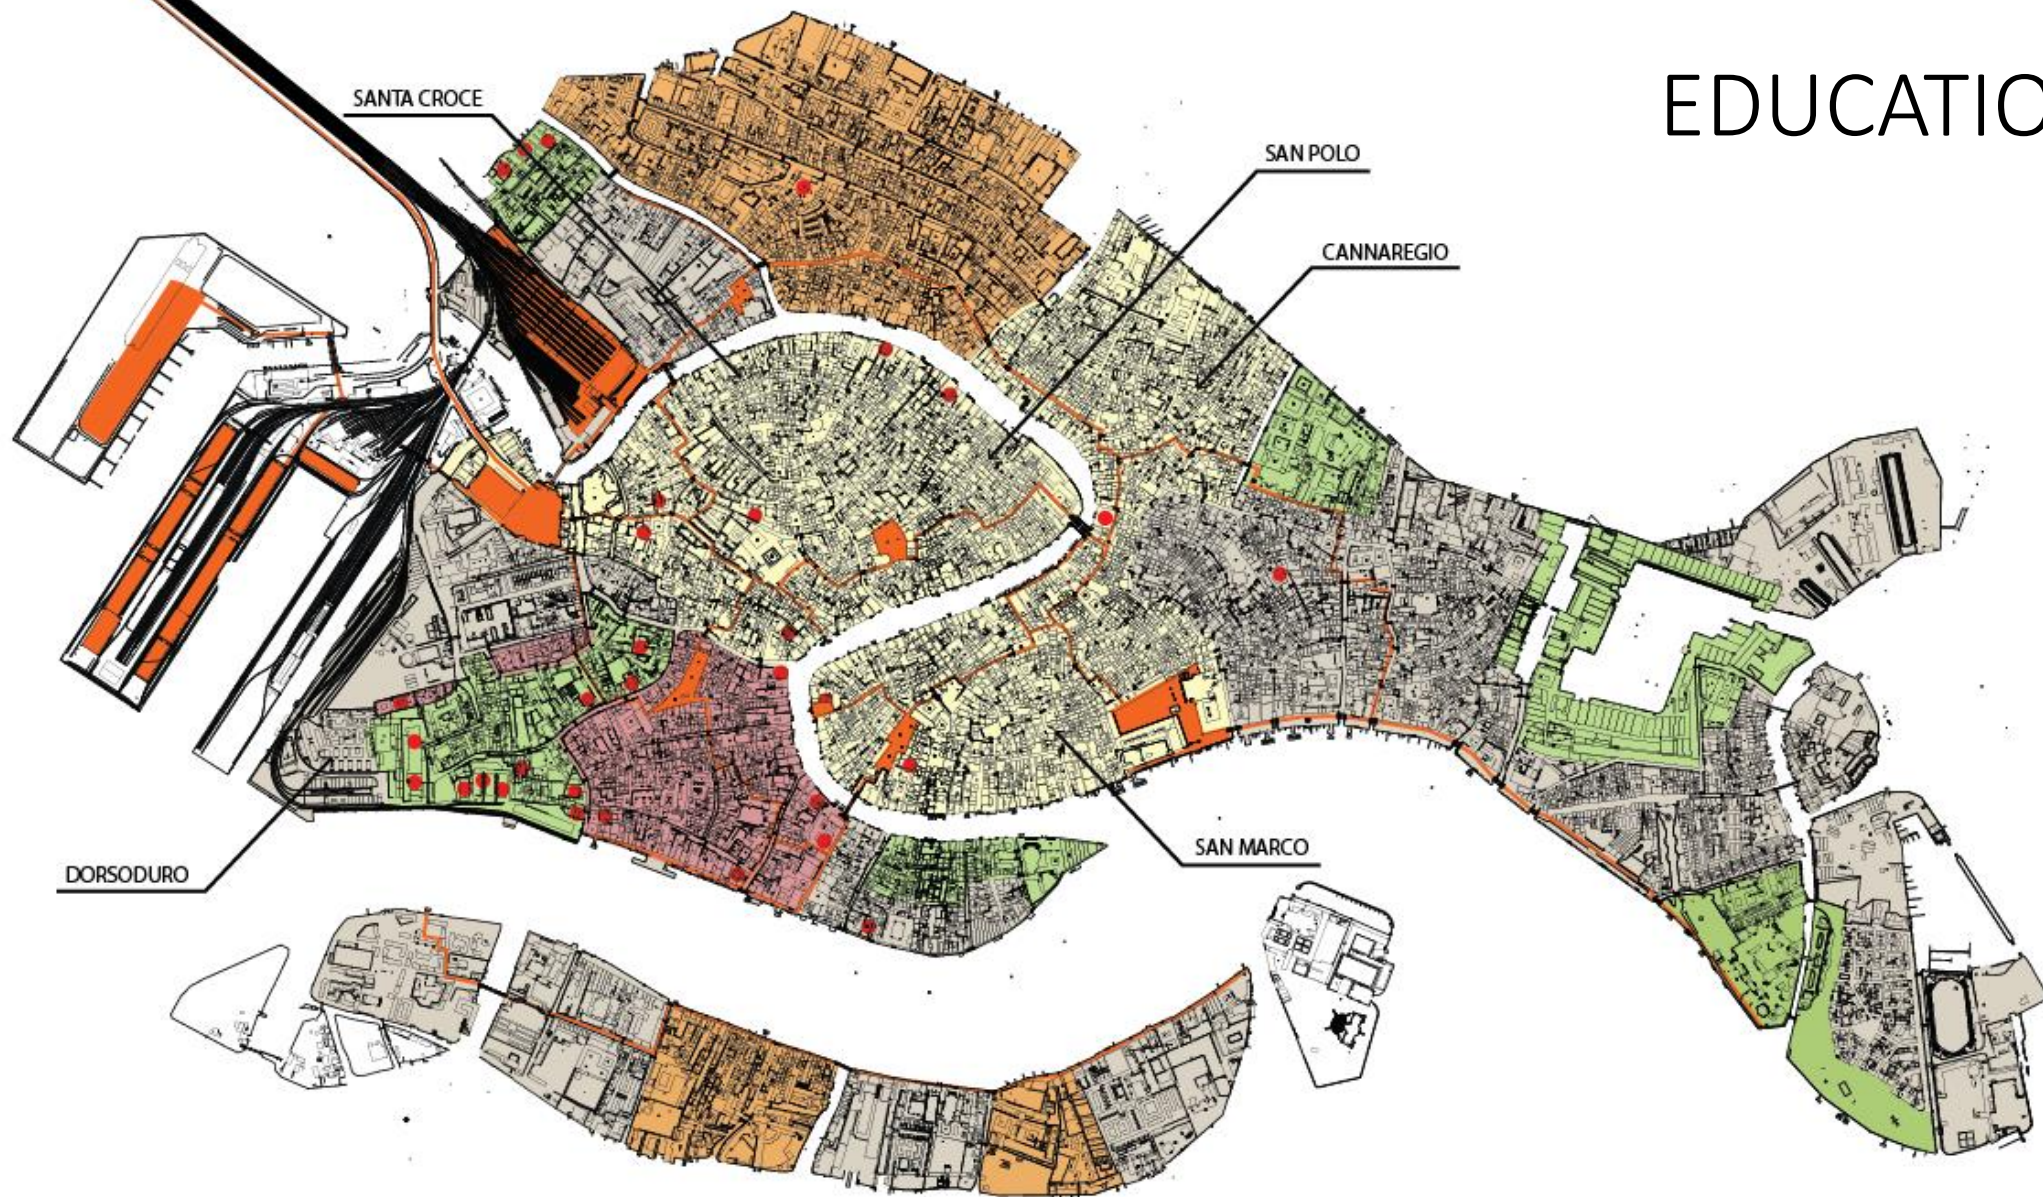 EDUCATIO
SANTA CROCE
SAN POLO
CANNAREGIO
SAN MARCO
DORSODURO